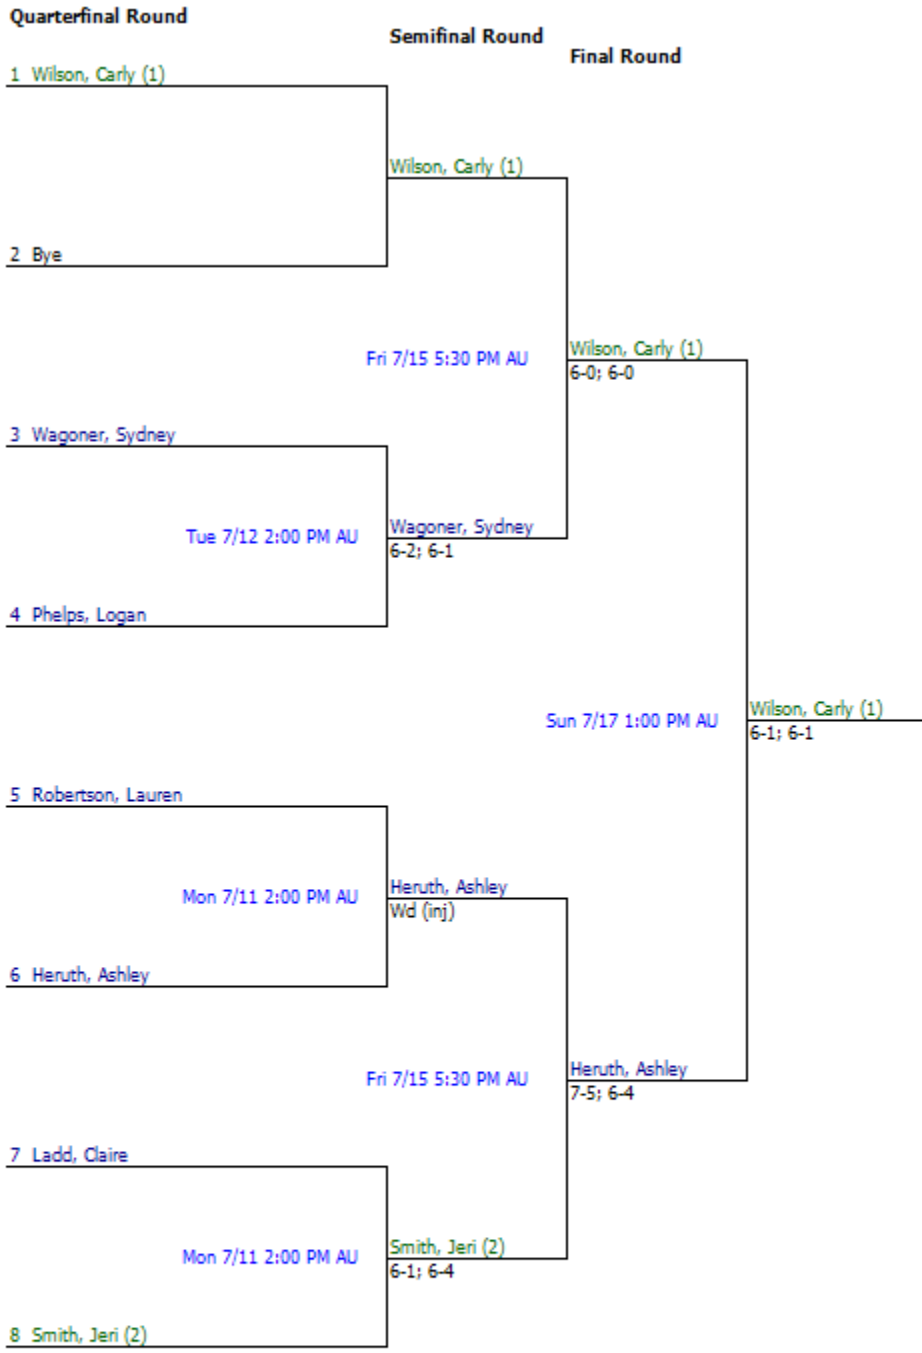 Quarterfinal Round
Semifinal Round
Final Round
1 Wilson, Carly (1)
Wilson, Carly (1)
2 Bye
Fri 7/15 5:30 PM AU
Wilson, Carly (1)
6-0; 6-0
3 Wagoner, Sydney
Tue 7/12 2:00 PM AU
Wagoner, Sydney
6-2; 6-1
4 Phelps, Logan
Sun 7/17 1:00 PM AU
Wilson, Carly (1)
6-1; 6-1
5 Robertson, Lauren
Mon 7/11 2:00 PM AU
Heruth, Ashley
Wd (inj)
6 Heruth, Ashley
Fri 7/15 5:30 PM AU
Heruth, Ashley
7-5; 6-4
7 Ladd, Claire
Mon 7/11 2:00 PM AU
Smith, Jeri (2)
6-1; 6-4
8 Smith, Jeri (2)